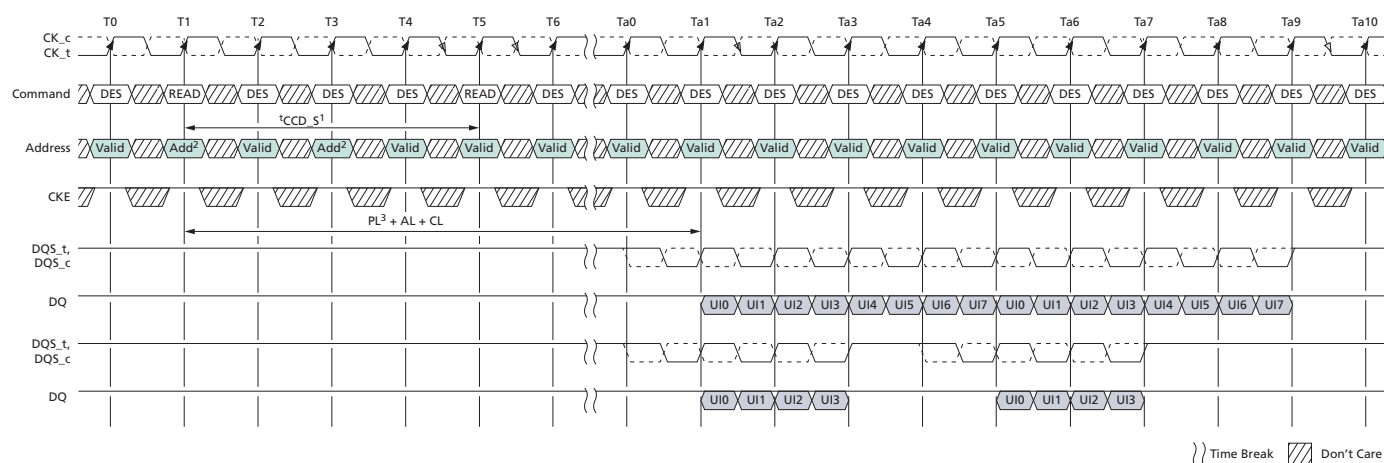 T0 T1 T2 T3 T4 T5 T6 Ta0 Ta1 Ta2 Ta3 Ta4 Ta5 Ta6 Ta7 Ta8 Ta9 Ta10
CK_c
CK_t
Command DES READ DES DES DES READ DES DES DES DES DES DES DES DES DES DES DES DES
tCCD_S1
Address Valid Add2 Valid Add2 Valid Valid Valid Valid Valid Valid Valid Valid Valid Valid Valid Valid Valid Valid
CKE
PL3 + AL + CL
DQS_t,
DQS_c
DQ UI0 UI1 UI2 UI3 UI4 UI5 UI6 UI7 UI0 UI1 UI2 UI3 UI4 UI5 UI6 UI7
DQS_t,
DQS_c
DQ UI0 UI1 UI2 UI3 UI0 UI1 UI2 UI3
Time Break Don't Care